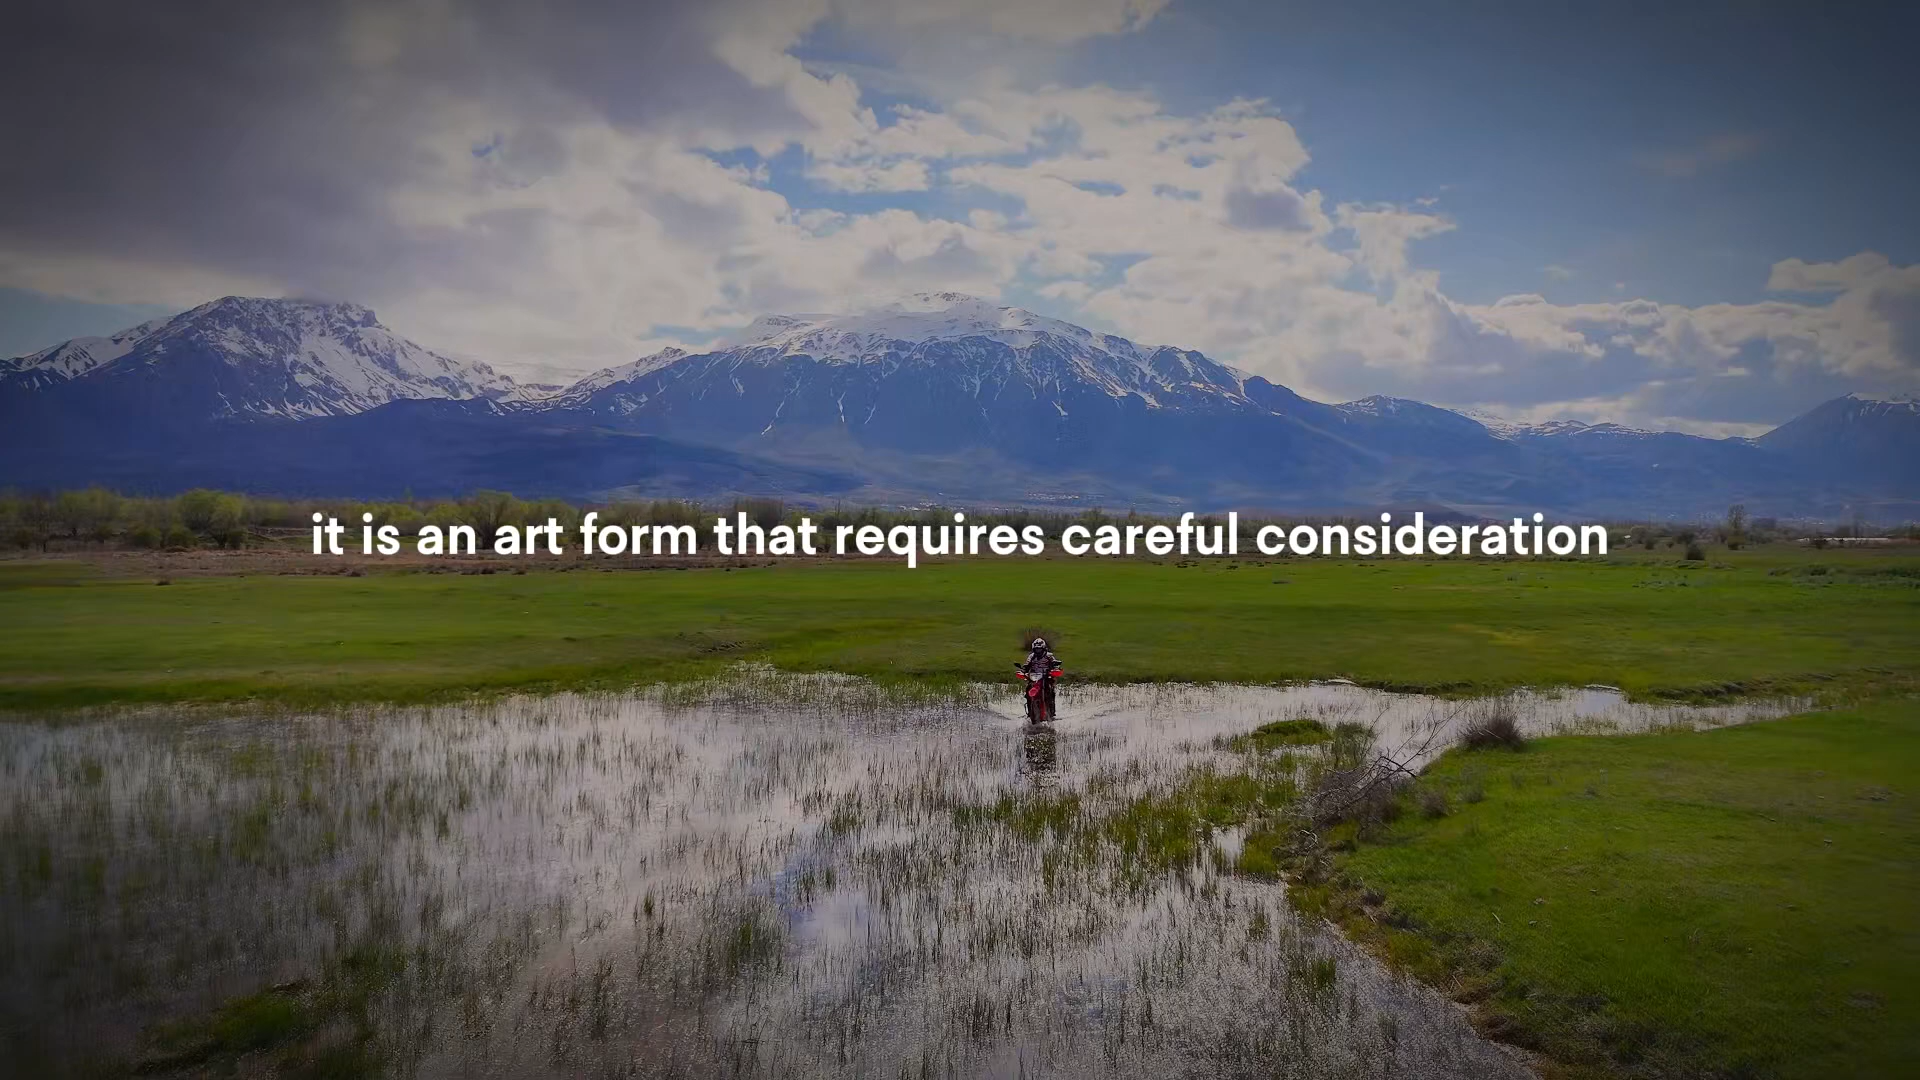 it is an art form that requires careful consideration